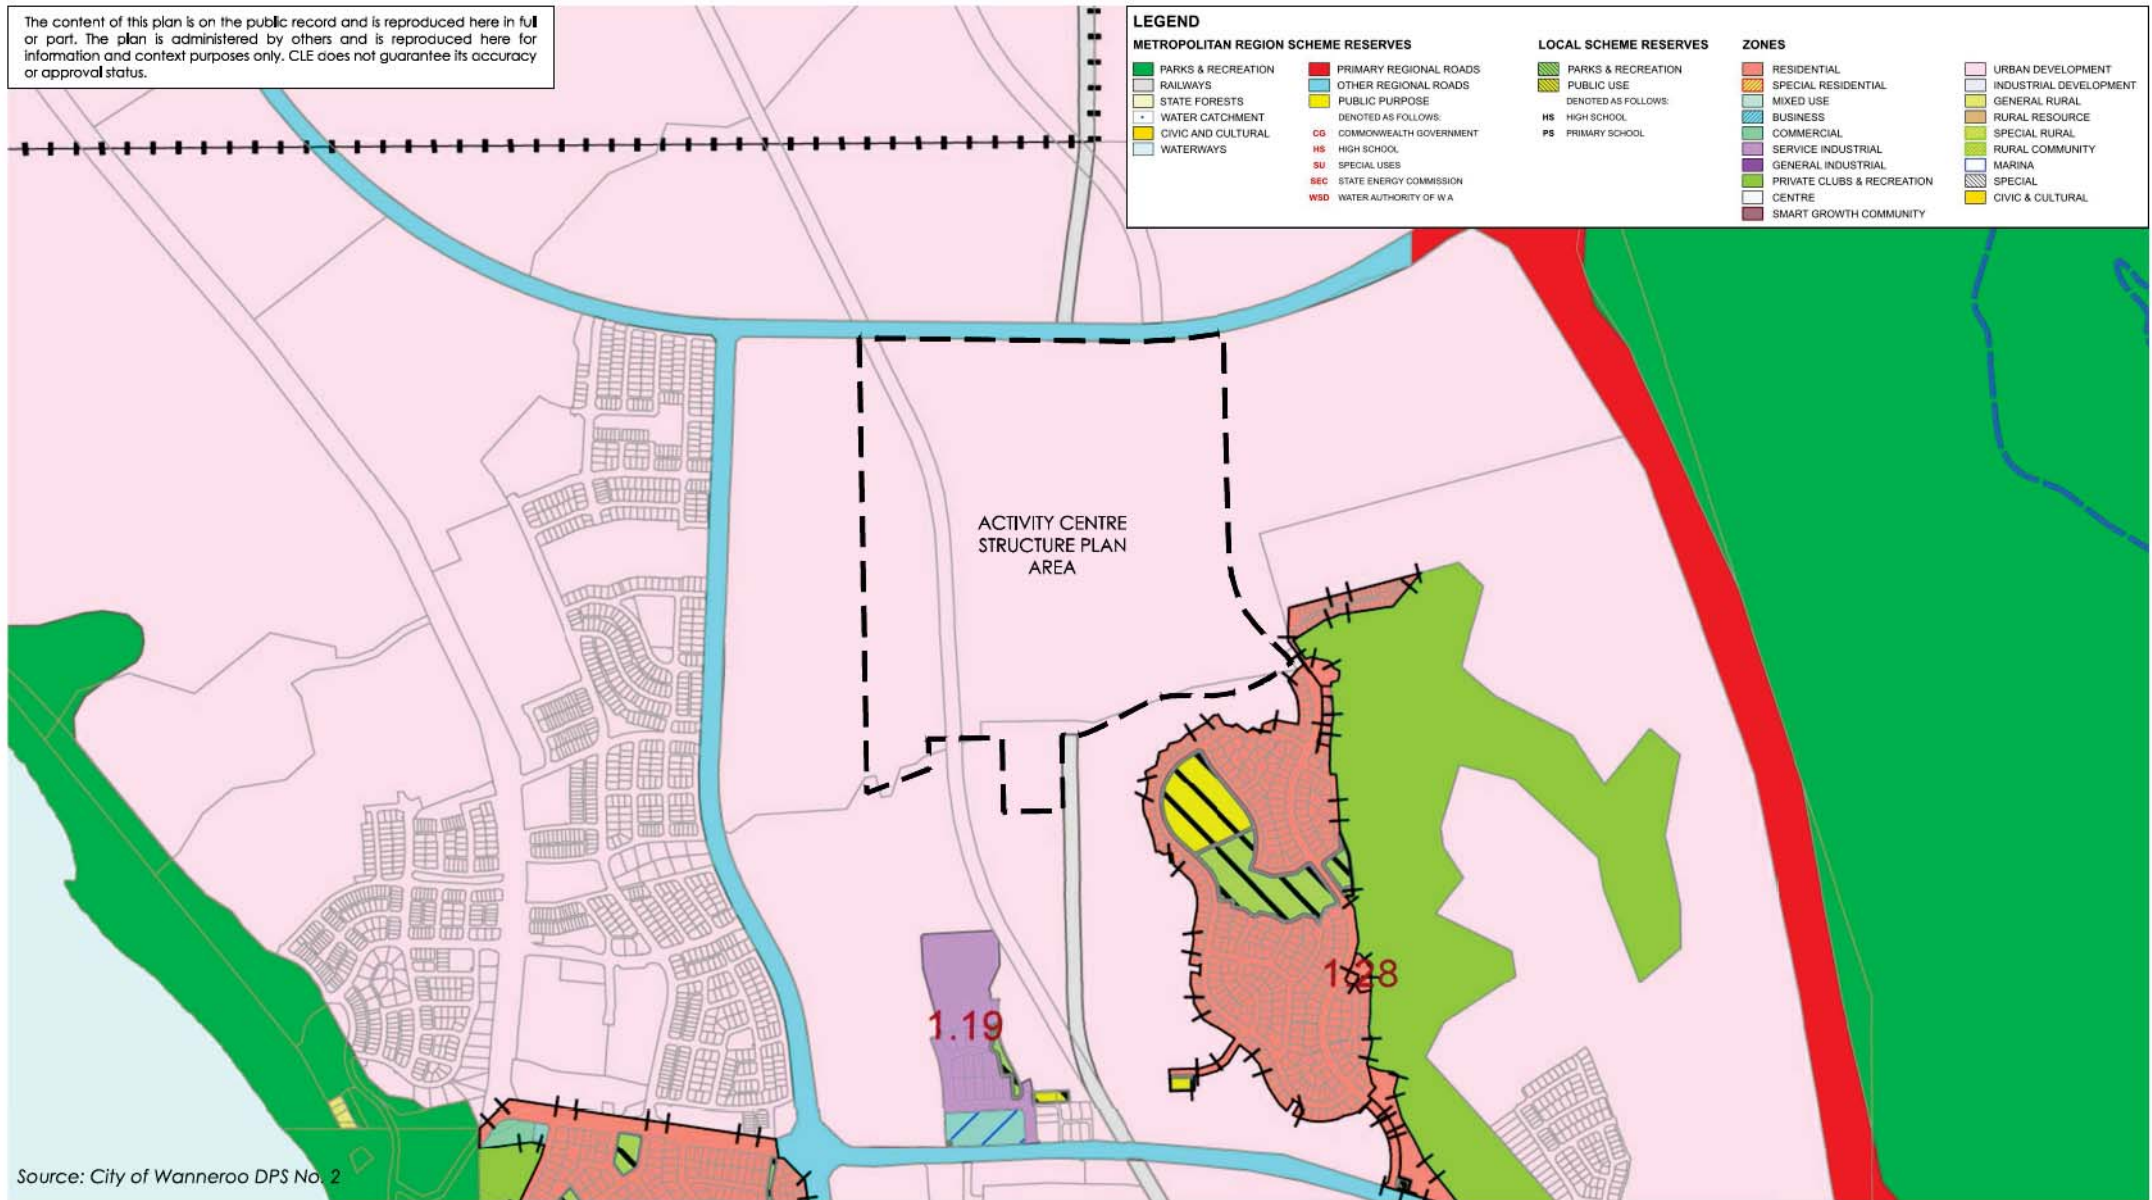 The content of this plan is on the public record and is reproduced here in full
or part. The plan is administered by others and is reproduced here for
information and context purposes only. CLE does not guarantee its accuracy
or approval status.
LEGEND
METROPOLITAN REGION SCHEME RESERVES
PARKS & RECREATION
RAILWAYS
STATE FORESTS
WATER CATCHMENT
CIVIC AND CULTURAL
WATERWAYS
PRIMARY REGIONAL ROADS
OTHER REGIONAL ROADS
PUBLIC PURPOSE
DENOTED AS FOLLOWS:
CG COMMONWEALTH GOVERNMENT
HS HIGH SCHOOL
SU SPECIAL USES
SEC STATE ENERGY COMMISSION
WSD WATER AUTHORITY OF W A
LOCAL SCHEME RESERVES
PARKS & RECREATION
PUBLIC USE
DENOTED AS FOLLOWS:
HS HIGH SCHOOL
PS PRIMARY SCHOOL
ZONES
RESIDENTIAL
SPECIAL RESIDENTIAL
MIXED USE
BUSINESS
COMMERCIAL
SERVICE INDUSTRIAL
GENERAL INDUSTRIAL
PRIVATE CLUBS & RECREATION
CENTRE
SMART GROWTH COMMUNITY
URBAN DEVELOPMENT
INDUSTRIAL DEVELOPMENT
GENERAL RURAL
RURAL RESOURCE
SPECIAL RURAL
RURAL COMMUNITY
MARINA
SPECIAL
CIVIC & CULTURAL
ACTIVITY CENTRE
STRUCTURE PLAN
AREA
1.28
1.19
Source: City of Wanneroo DPS No. 2